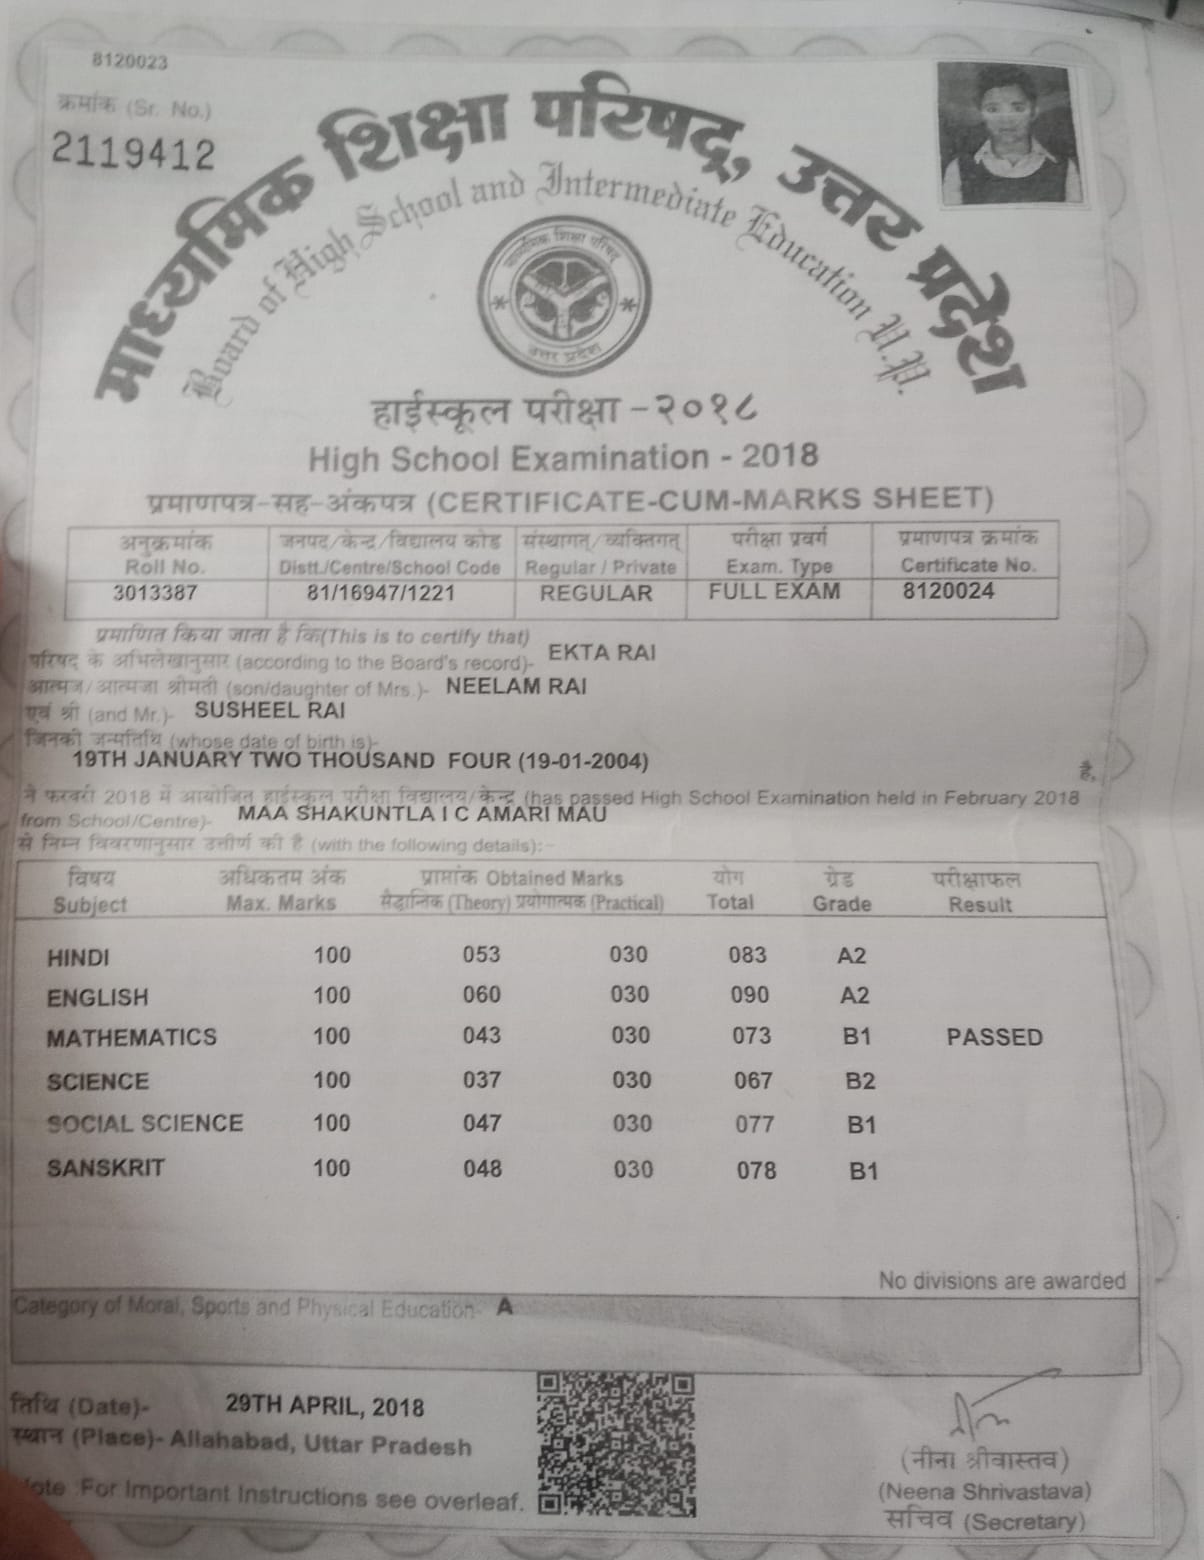 8120023
क्रमांक (Sr. No.)
2119412
माध्यमिक शिक्षा परिषद्, उत्तर प्रदेश
Board of High School and Intermediate Education U.P.
माध्यमिक शिक्षा परिषद्
उत्तर प्रदेश
हाईस्कूल परीक्षा - २०१८
High School Examination - 2018
प्रमाणपत्र-सह-अंकपत्र (CERTIFICATE-CUM-MARKS SHEET)
अनुक्रमांक जनपद/केन्द्र/विद्यालय कोड संस्थागत/व्यक्तिगत् परीक्षा प्रवर्ग प्रमाणपत्र क्रमांक
Roll No. Distt./Centre/School Code Regular / Private Exam. Type Certificate No.
3013387 81/16947/1221 REGULAR FULL EXAM 8120024
प्रमाणित किया जाता है कि(This is to certify that)
परिषद के अभिलेखानुसार (according to the Board's record)- EKTA RAI
आत्मज/आत्मजा श्रीमती (son/daughter of Mrs.)- NEELAM RAI
एवं श्री (and Mr.)- SUSHEEL RAI
जिनकी जन्मतिथि (whose date of birth is)-
19TH JANUARY TWO THOUSAND FOUR (19-01-2004) है,
ने फरवरी 2018 में आयोजित हाईस्कूल परीक्षा विद्यालय/केन्द्र (has passed High School Examination held in February 2018
from School/Centre)- MAA SHAKUNTLA I C AMARI MAU
से निम्न विवरणानुसार उत्तीर्ण की है (with the following details):-
विषय अधिकतम अंक प्राप्तांक Obtained Marks योग ग्रेड परीक्षाफल
Subject Max. Marks सैद्धान्तिक (Theory) प्रयोगात्मक (Practical) Total Grade Result
HINDI 100 053 030 083 A2
ENGLISH 100 060 030 090 A2
MATHEMATICS 100 043 030 073 B1 PASSED
SCIENCE 100 037 030 067 B2
SOCIAL SCIENCE 100 047 030 077 B1
SANSKRIT 100 048 030 078 B1
No divisions are awarded
Category of Moral, Sports and Physical Education A
तिथि (Date)- 29TH APRIL, 2018
स्थान (Place)- Allahabad, Uttar Pradesh
Note :For Important Instructions see overleaf.
(नीना श्रीवास्तव)
(Neena Shrivastava)
सचिव (Secretary)